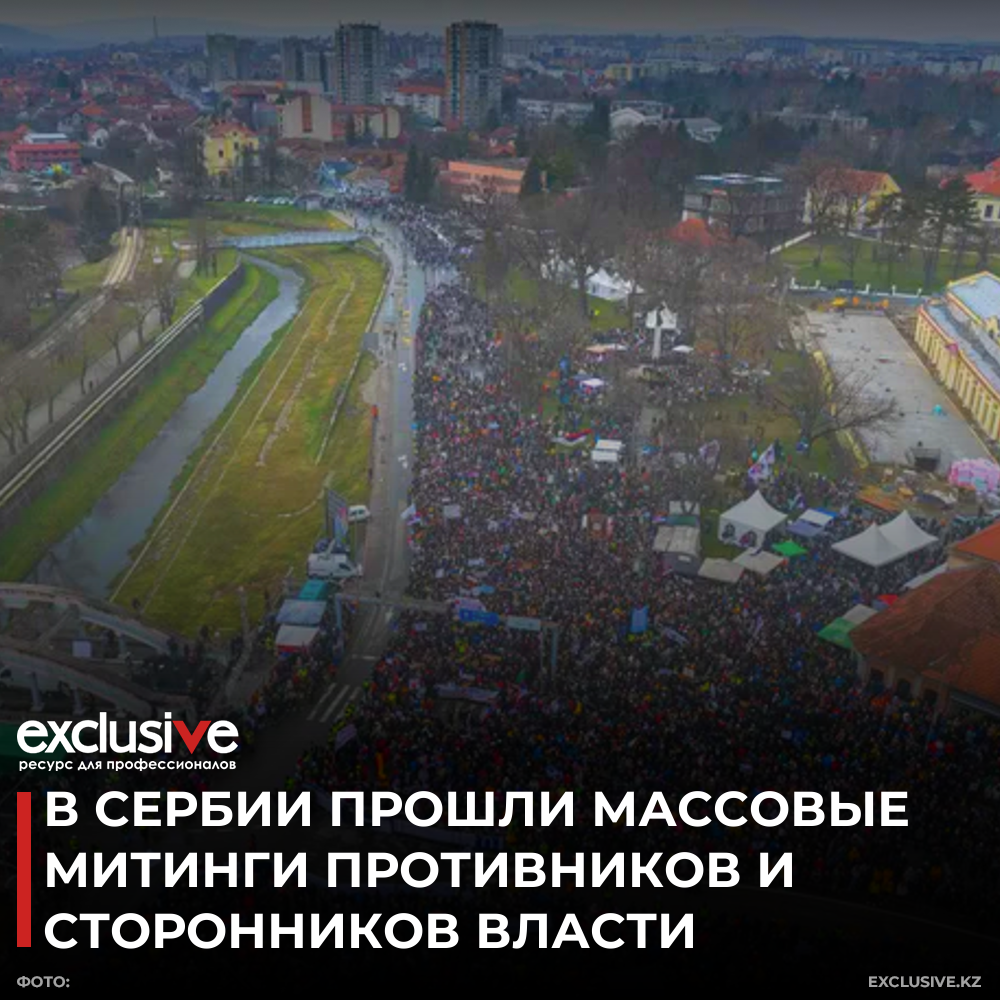 exclusive
ресурс для профессионалов
В СЕРБИИ ПРОШЛИ МАССОВЫЕ
МИТИНГИ ПРОТИВНИКОВ И
СТОРОННИКОВ ВЛАСТИ
ФОТО:
EXCLUSIVE.KZ